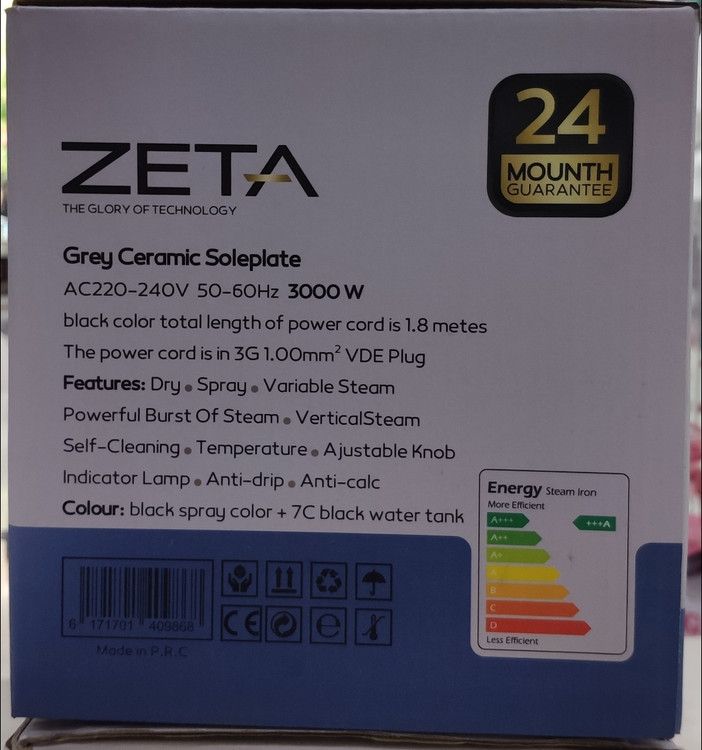 24
MOUNTH
GUARANTEE
ZETA
THE GLORY OF TECHNOLOGY
Grey Ceramic Soleplate
AC220-240V 50-60Hz 3000 W
black color total length of power cord is 1.8 metes
The power cord is in 3G 1.00mm² VDE Plug
Features: Dry • Spray • Variable Steam
Powerful Burst Of Steam • VerticalSteam
Self-Cleaning • Temperature • Ajustable Knob
Indicator Lamp • Anti-drip • Anti-calc
Colour: black spray color + 7C black water tank
Energy Steam Iron
More Efficient
A+++ +++A
A++
A+
A
B
C
D
Less Efficient
CE e
6 171701 409868
Made in P.R.C